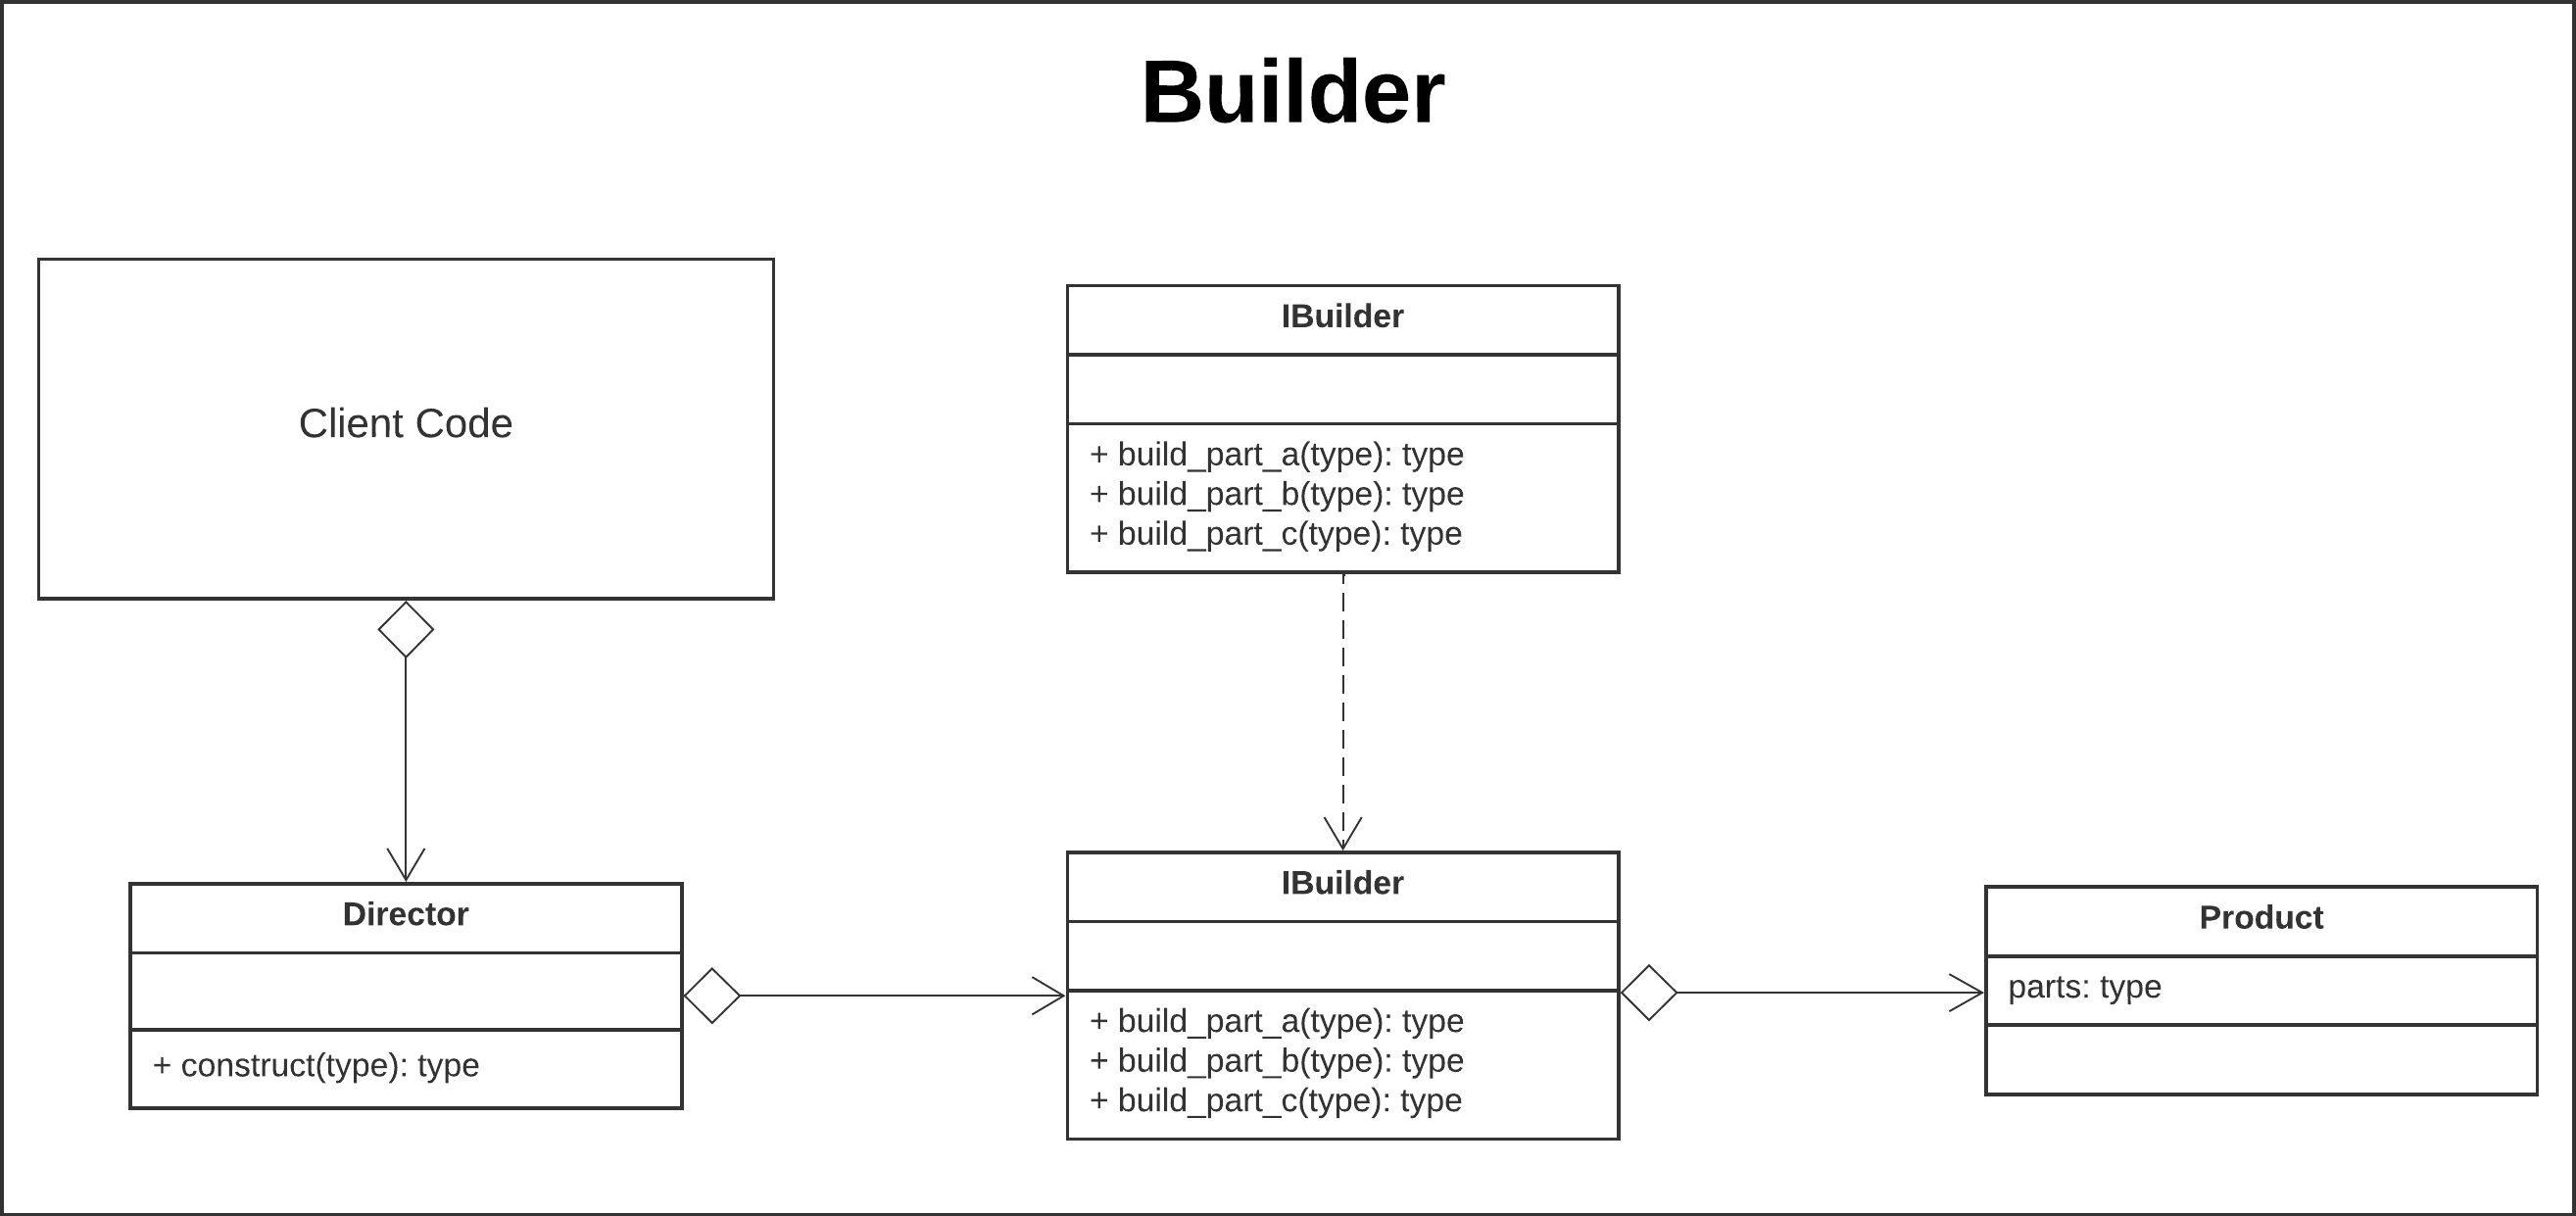 Builder
Client Code
IBuilder
+ build_part_a(type): type
+ build_part_b(type): type
+ build_part_c(type): type
Director
+ construct(type): type
IBuilder
+ build_part_a(type): type
+ build_part_b(type): type
+ build_part_c(type): type
Product
parts: type